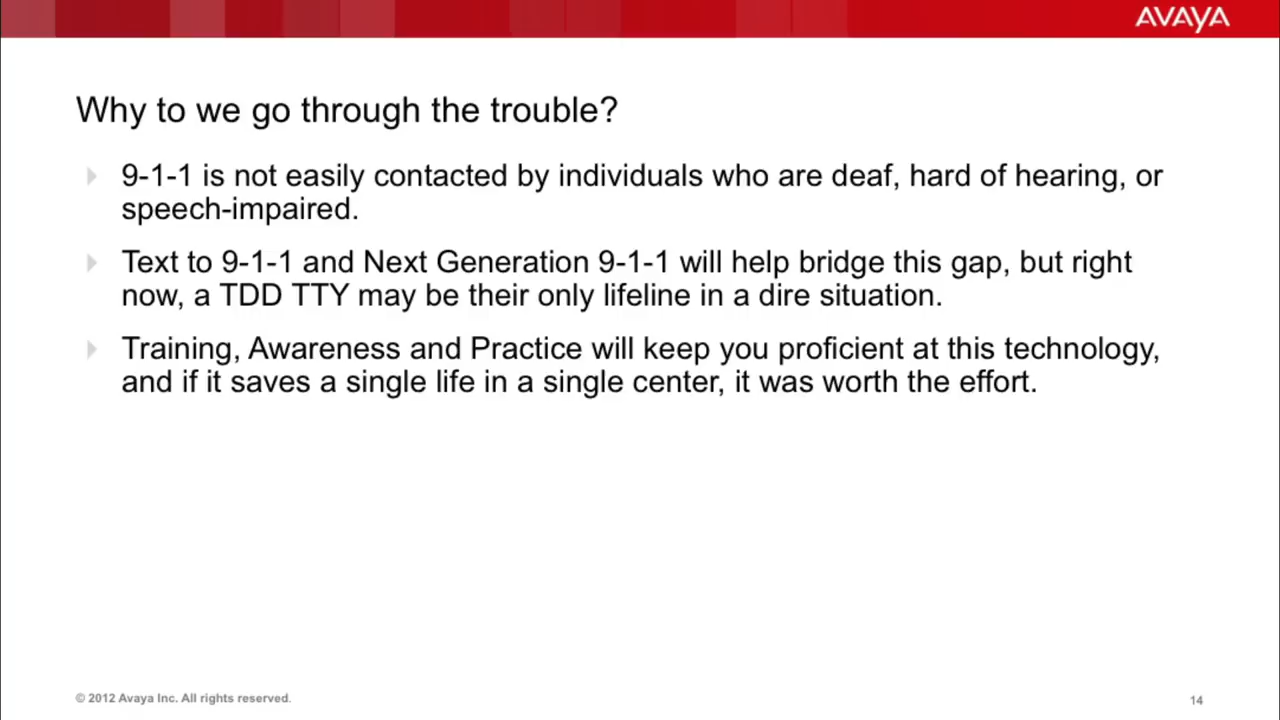 AVAYA
Why to we go through the trouble?
9-1-1 is not easily contacted by individuals who are deaf, hard of hearing, or
speech-impaired.
Text to 9-1-1 and Next Generation 9-1-1 will help bridge this gap, but right
now, a TDD TTY may be their only lifeline in a dire situation.
Training, Awareness and Practice will keep you proficient at this technology,
and if it saves a single life in a single center, it was worth the effort.
© 2012 Avaya Inc. All rights reserved.
14